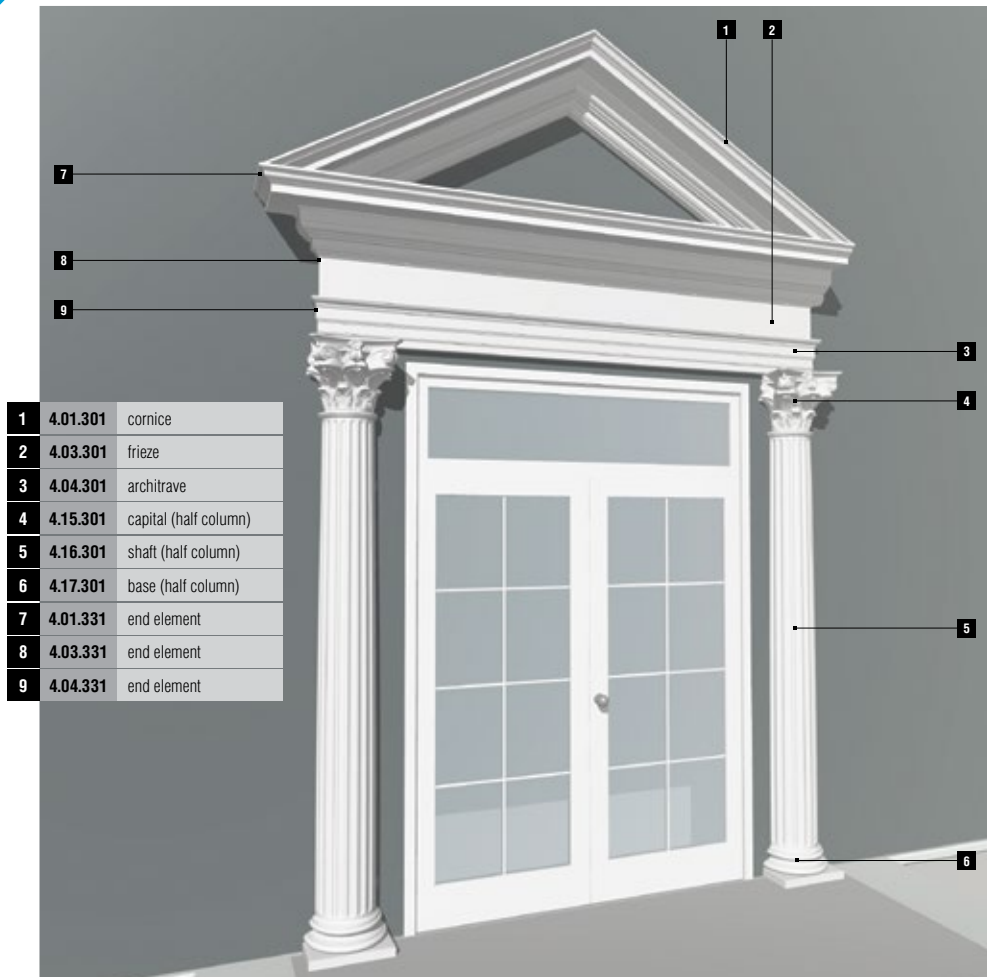 1
2
7
8
9
3
4
1 4.01.301 cornice
2 4.03.301 frieze
3 4.04.301 architrave
4 4.15.301 capital (half column)
5 4.16.301 shaft (half column)
6 4.17.301 base (half column)
7 4.01.331 end element
8 4.03.331 end element
9 4.04.331 end element
5
6